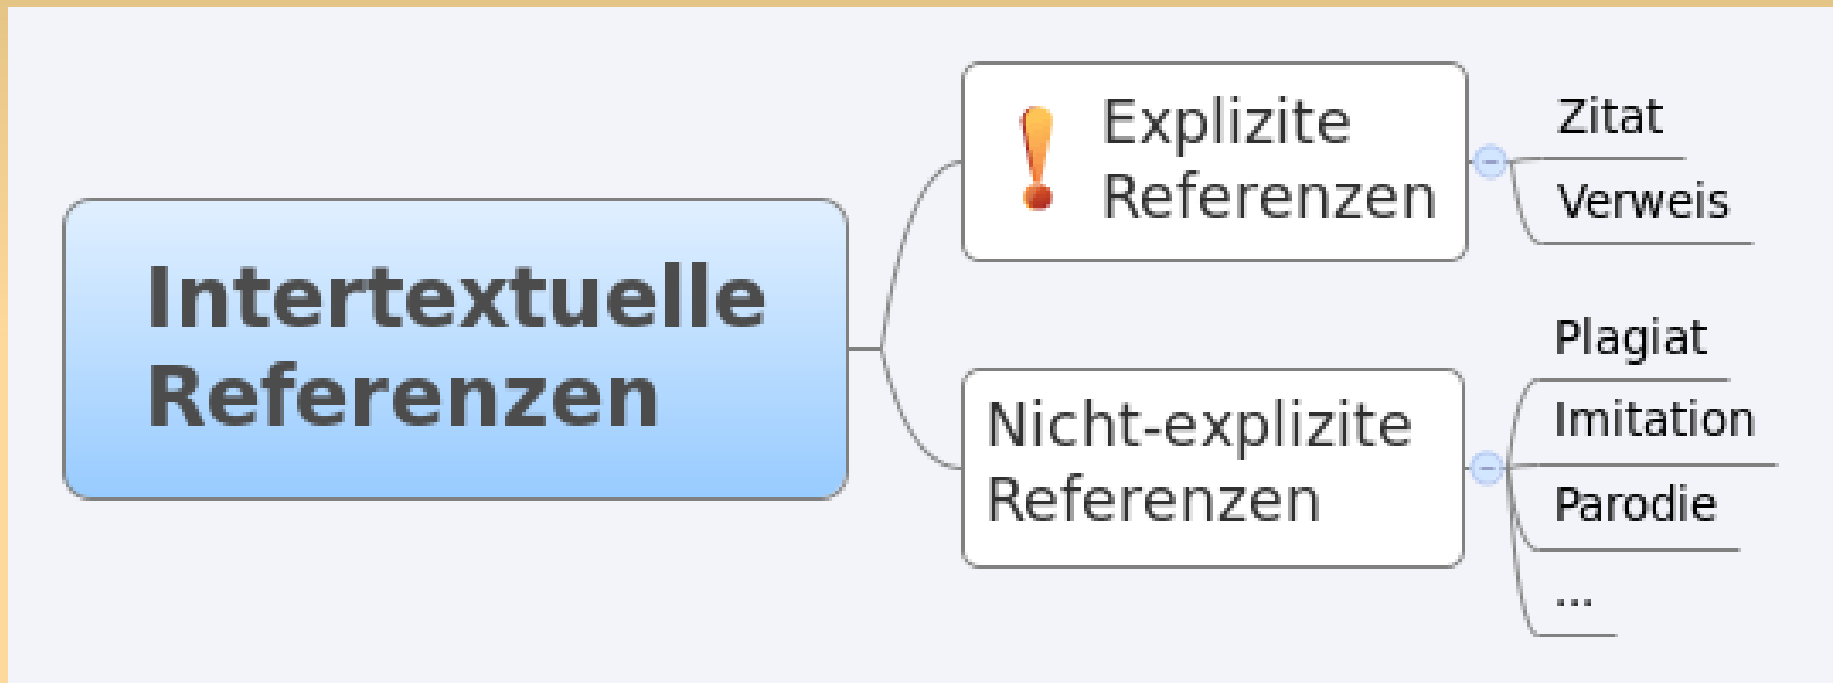 Intertextuelle
Referenzen
Explizite
Referenzen
Zitat
Verweis
Nicht-explizite
Referenzen
Plagiat
Imitation
Parodie
...